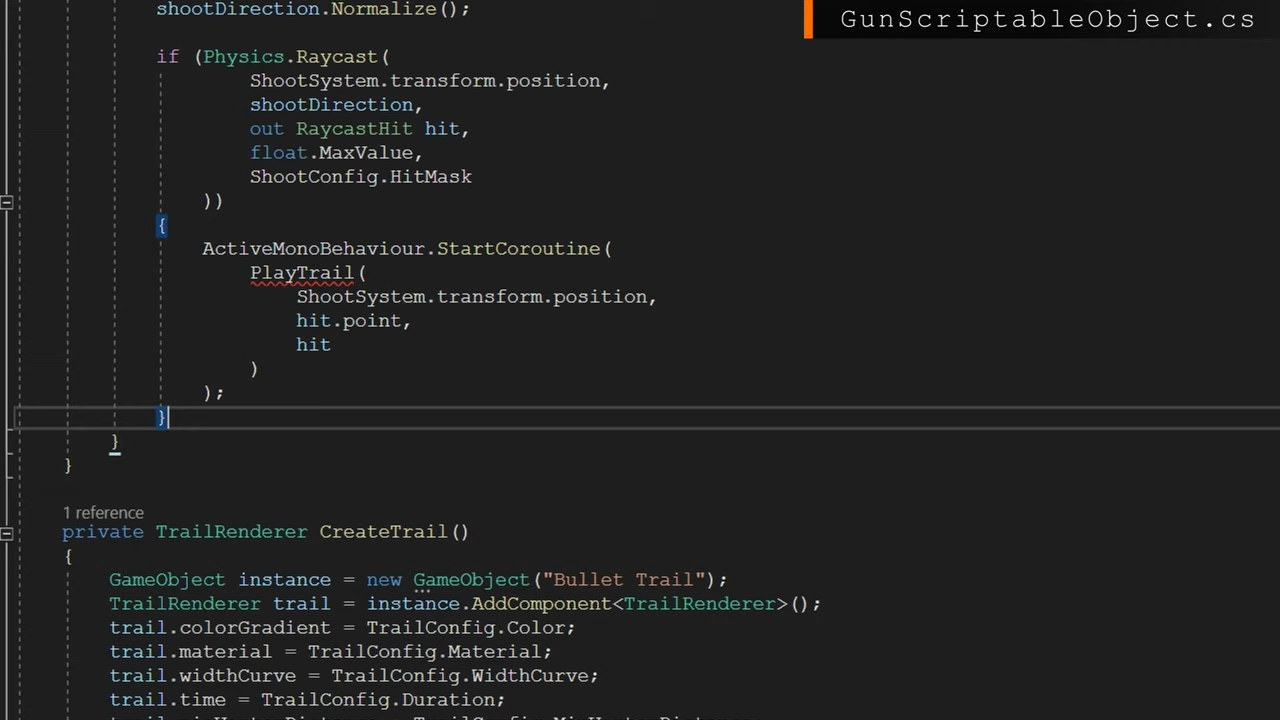 GunScriptableObject.cs
shootDirection.Normalize();
if (Physics.Raycast(
ShootSystem.transform.position,
shootDirection,
out RaycastHit hit,
float.MaxValue,
ShootConfig.HitMask
))
{
ActiveMonoBehaviour.StartCoroutine(
PlayTrail(
ShootSystem.transform.position,
hit.point,
hit
)
);
}
}
}
1 reference
private TrailRenderer CreateTrail()
{
GameObject instance = new GameObject("Bullet Trail");
TrailRenderer trail = instance.AddComponent<TrailRenderer>();
trail.colorGradient = TrailConfig.Color;
trail.material = TrailConfig.Material;
trail.widthCurve = TrailConfig.WidthCurve;
trail.time = TrailConfig.Duration;